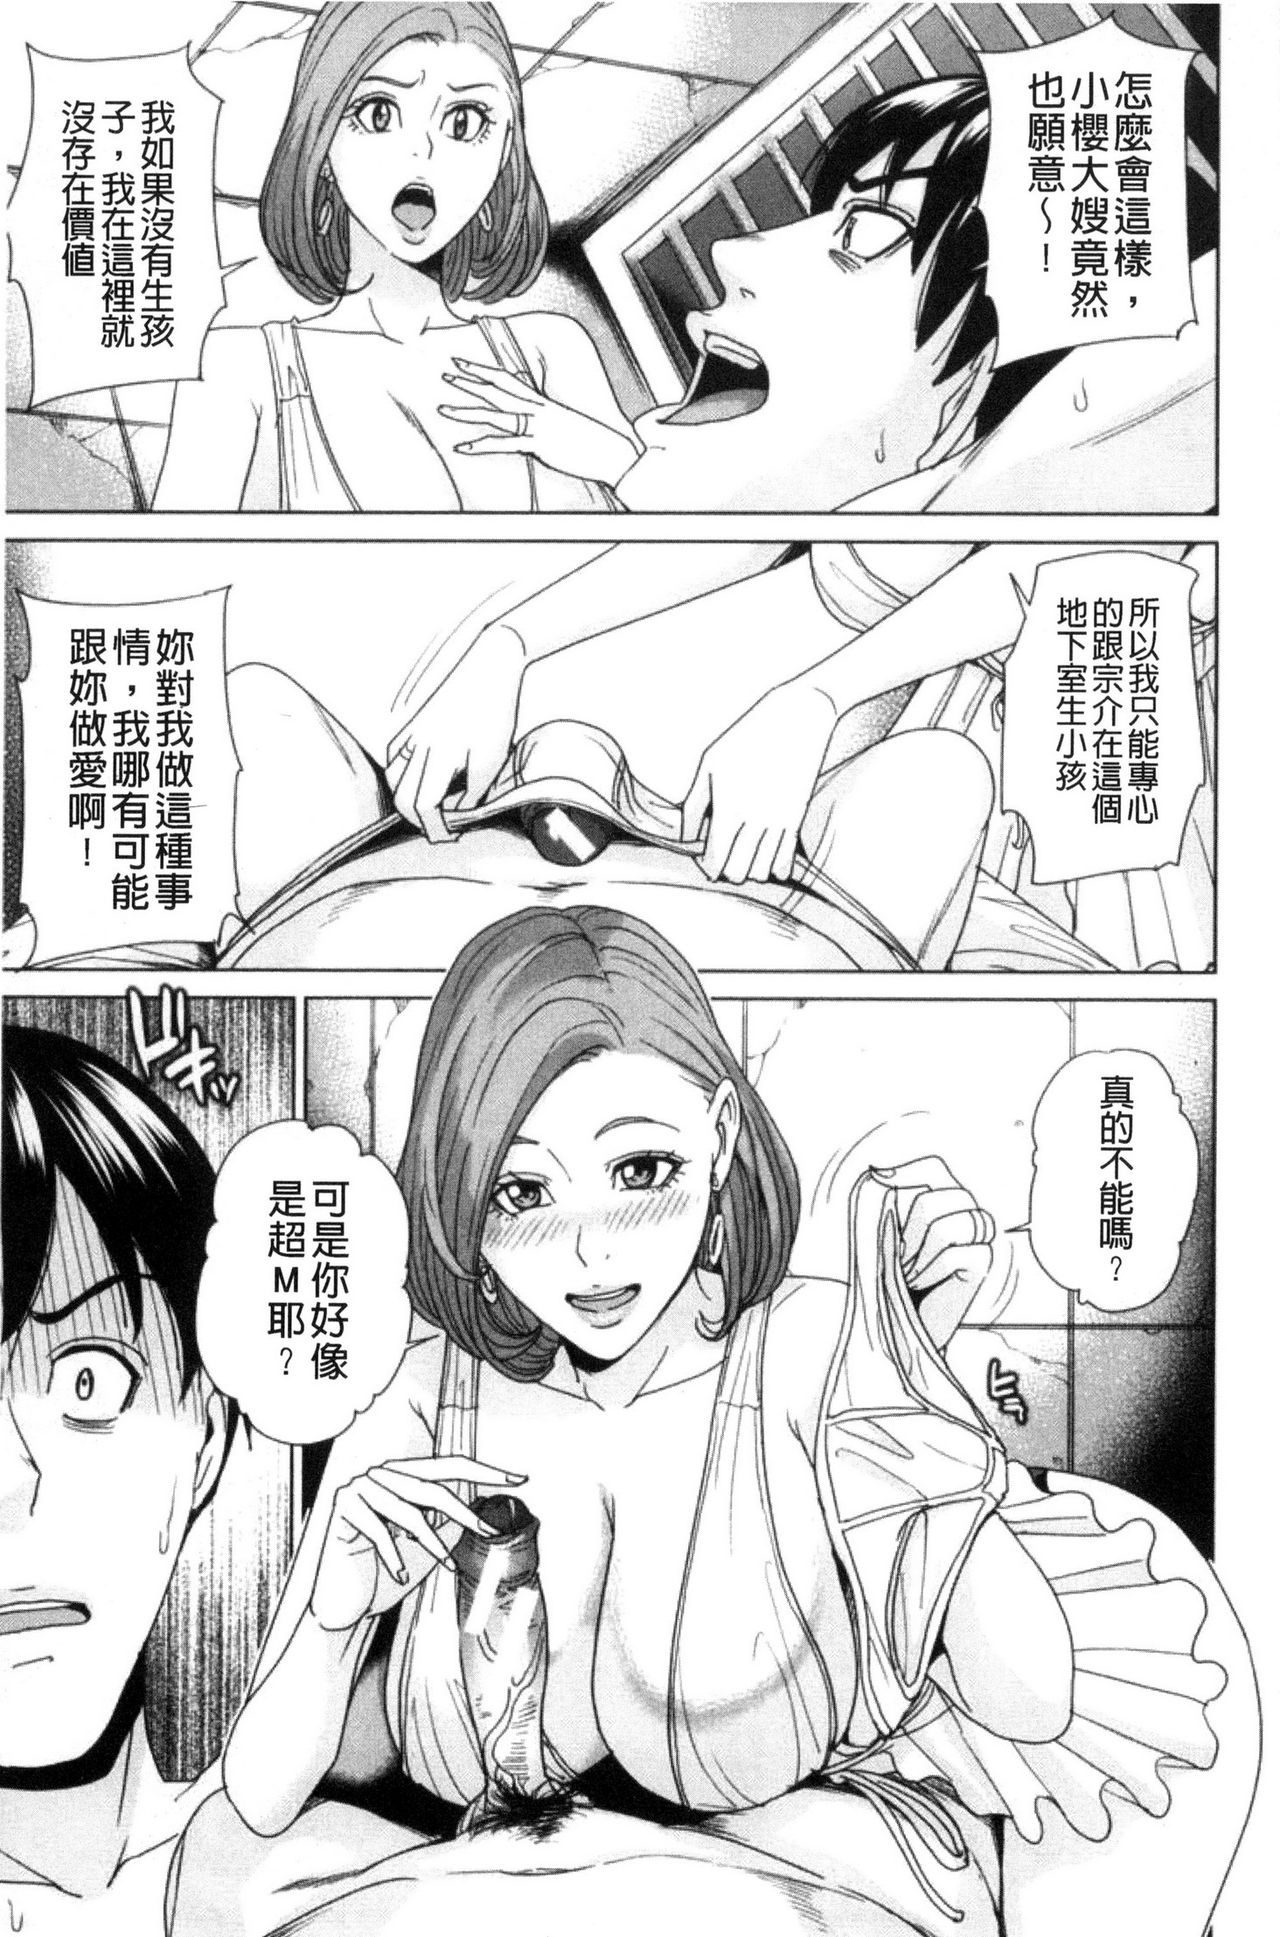 怎麼會這樣，
小櫻大嫂竟然
也願意～！
我如果沒有生孩
子，我在這裡就
沒存在價值
所以我只能專心
的跟宗介在這個
地下室生小孩
妳對我做這種事
情，我哪有可能
跟妳做愛啊！
真的不能嗎？
可是你好像
是超M耶？
ドキッ
ヒラ